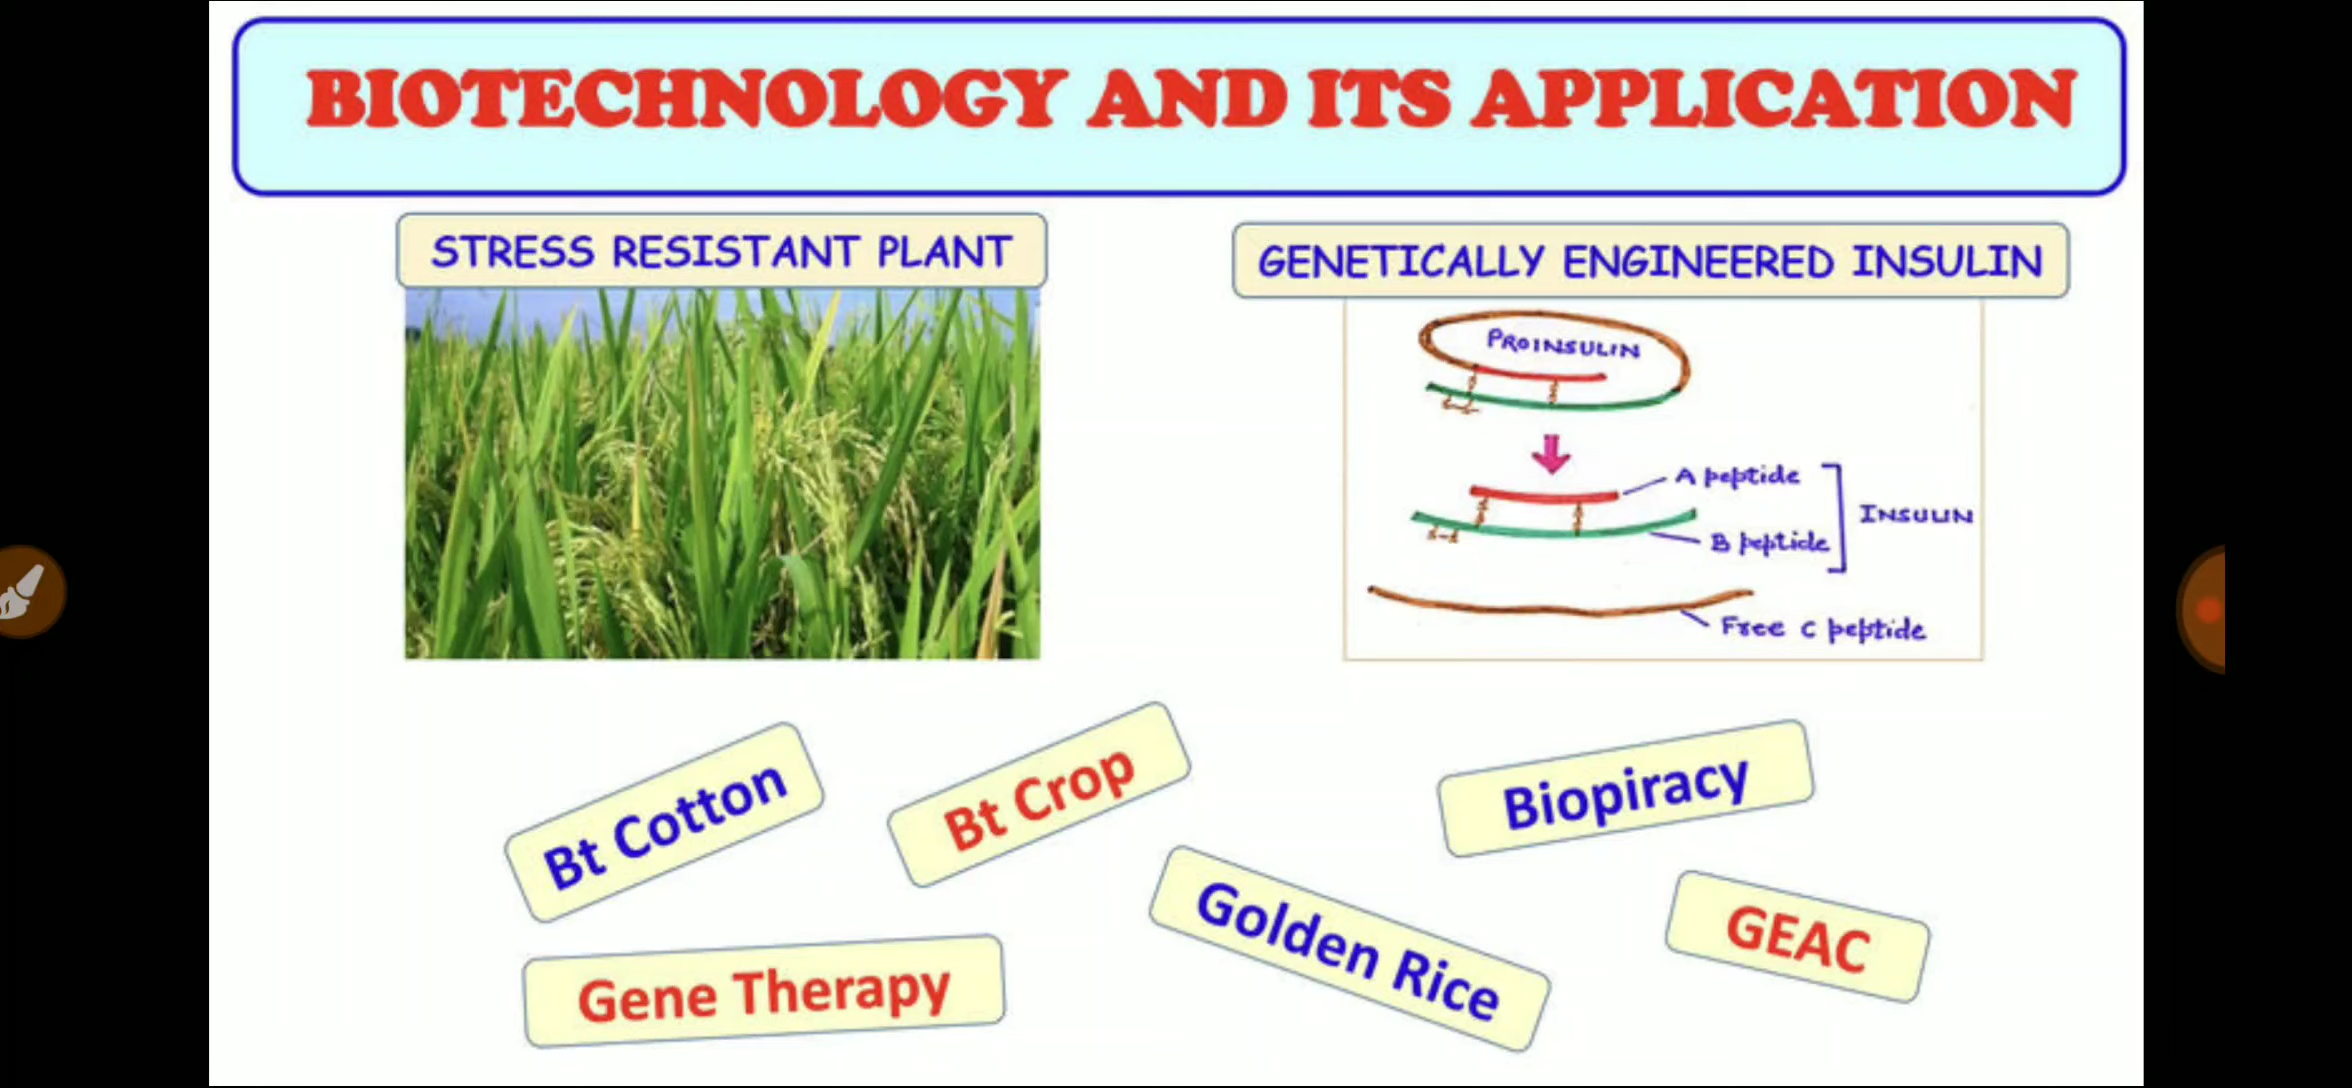 BIOTECHNOLOGY AND ITS APPLICATION
STRESS RESISTANT PLANT
GENETICALLY ENGINEERED INSULIN
PROINSULIN
A peptide
INSULIN
B peptide
Free C peptide
Bt Cotton
Bt Crop
Biopiracy
Golden Rice
GEAC
Gene Therapy